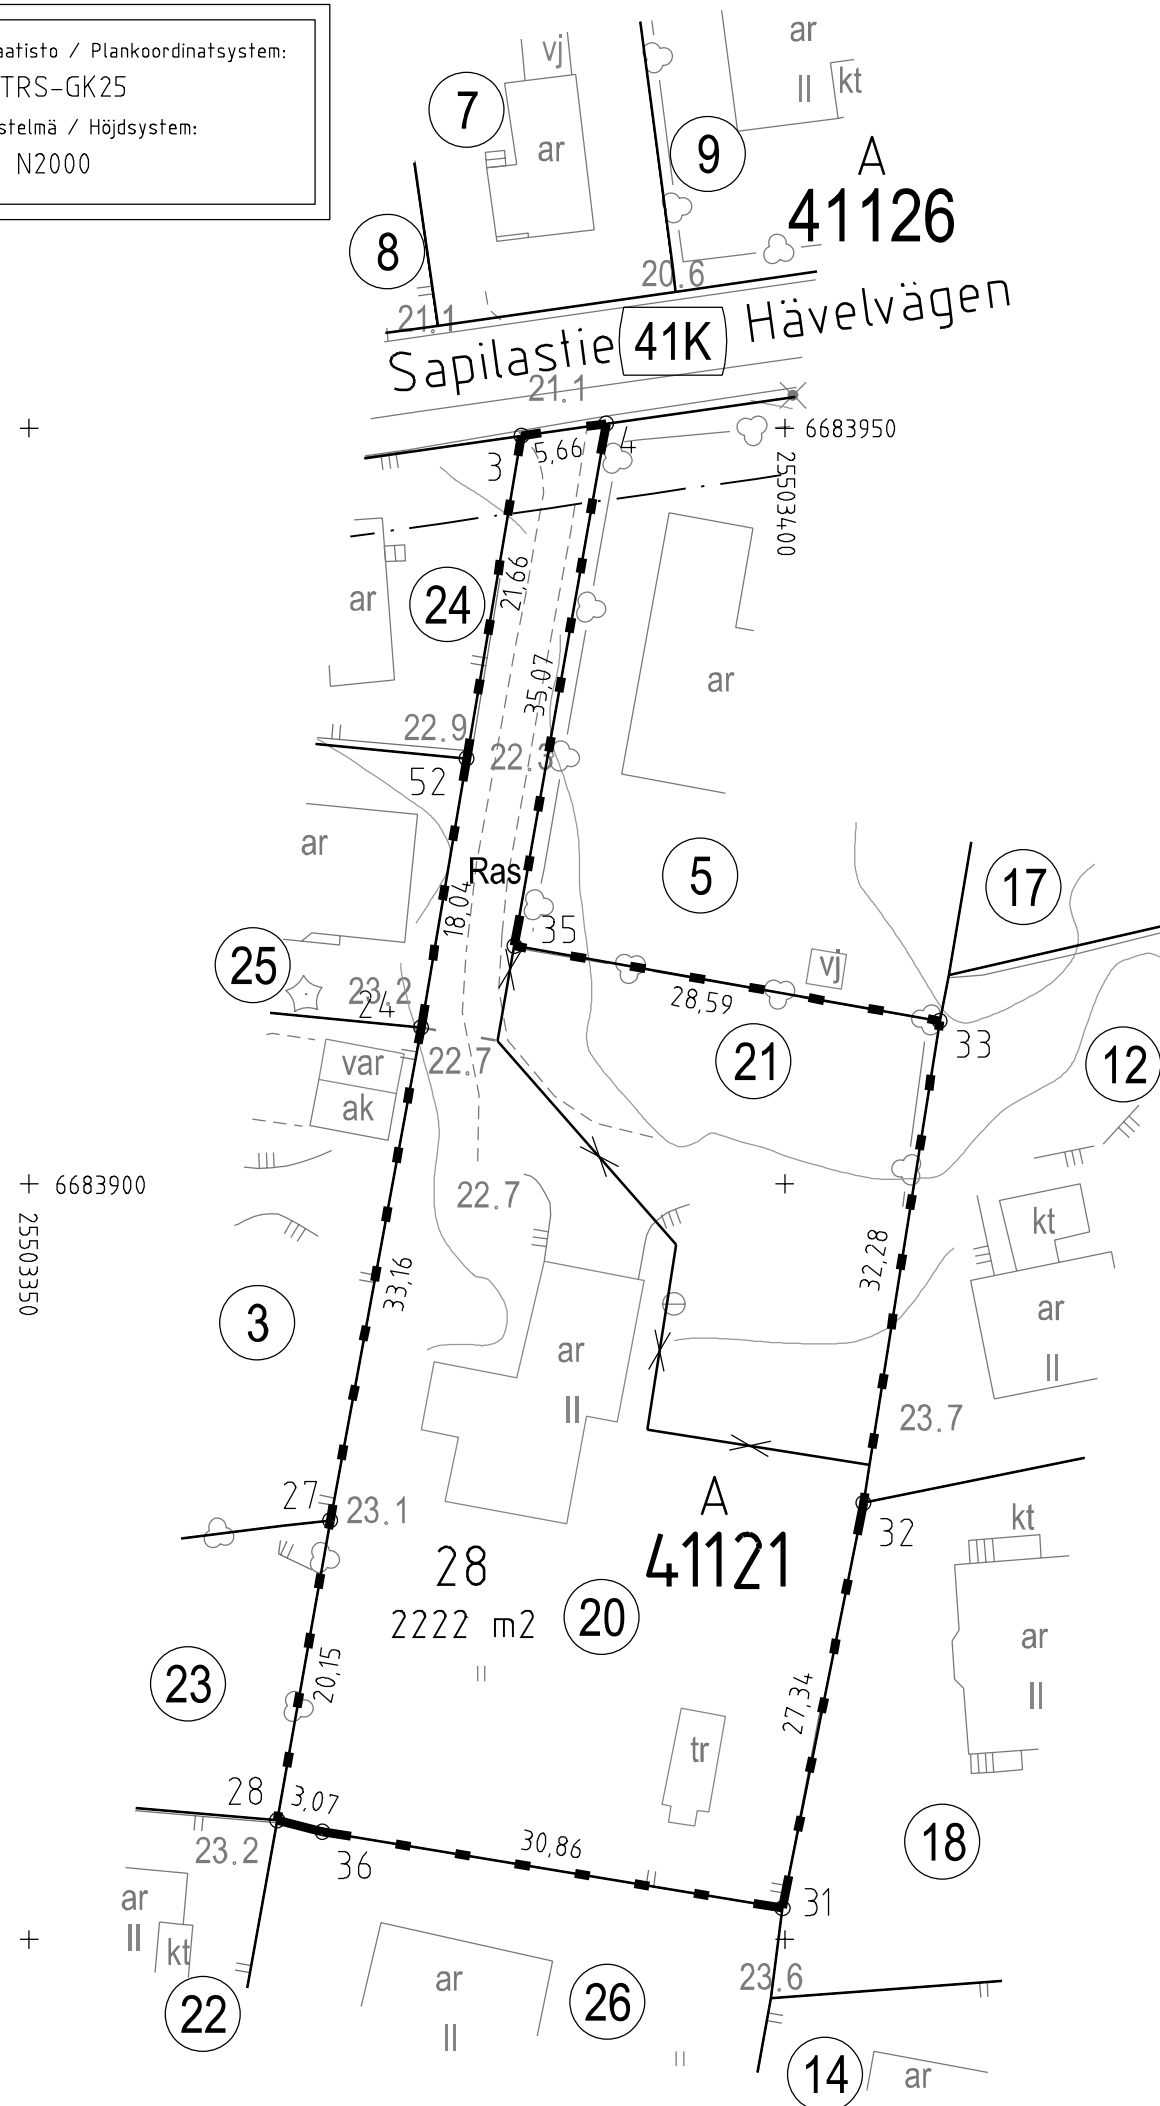 aatisto / Plankoordinatsystem:
TRS-GK25
stelmä / Höjdsystem:
N2000
vj
ar
II
kt
7
ar
9
A
41126
8
20.6
21.1
Sapilastie
41K
Hävelvägen
21.1
6683950
25503400
3
5,66
4
21,66
24
ar
35,07
ar
22.9
22.3
52
ar
Ras
5
17
18,04
35
25
vj
23.2
24
28,59
33
var
22.7
21
12
ak
6683900
25503350
22.7
kt
32,28
33,16
3
ar
ar
II
II
23.7
27
23.1
A
32
kt
28
41121
2222 m2
20
ar
23
20,15
II
27,34
tr
28
3,07
23.2
30,86
18
36
31
ar
II
kt
ar
23.6
22
26
II
14
ar